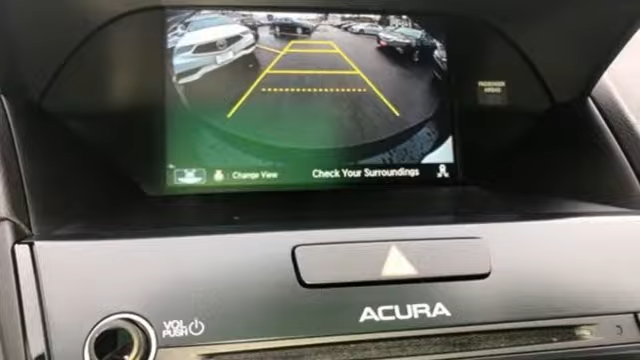 PASSENGER
AIRBAG
: Change View
Check Your Surroundings
ACURA
VOL
PUSH